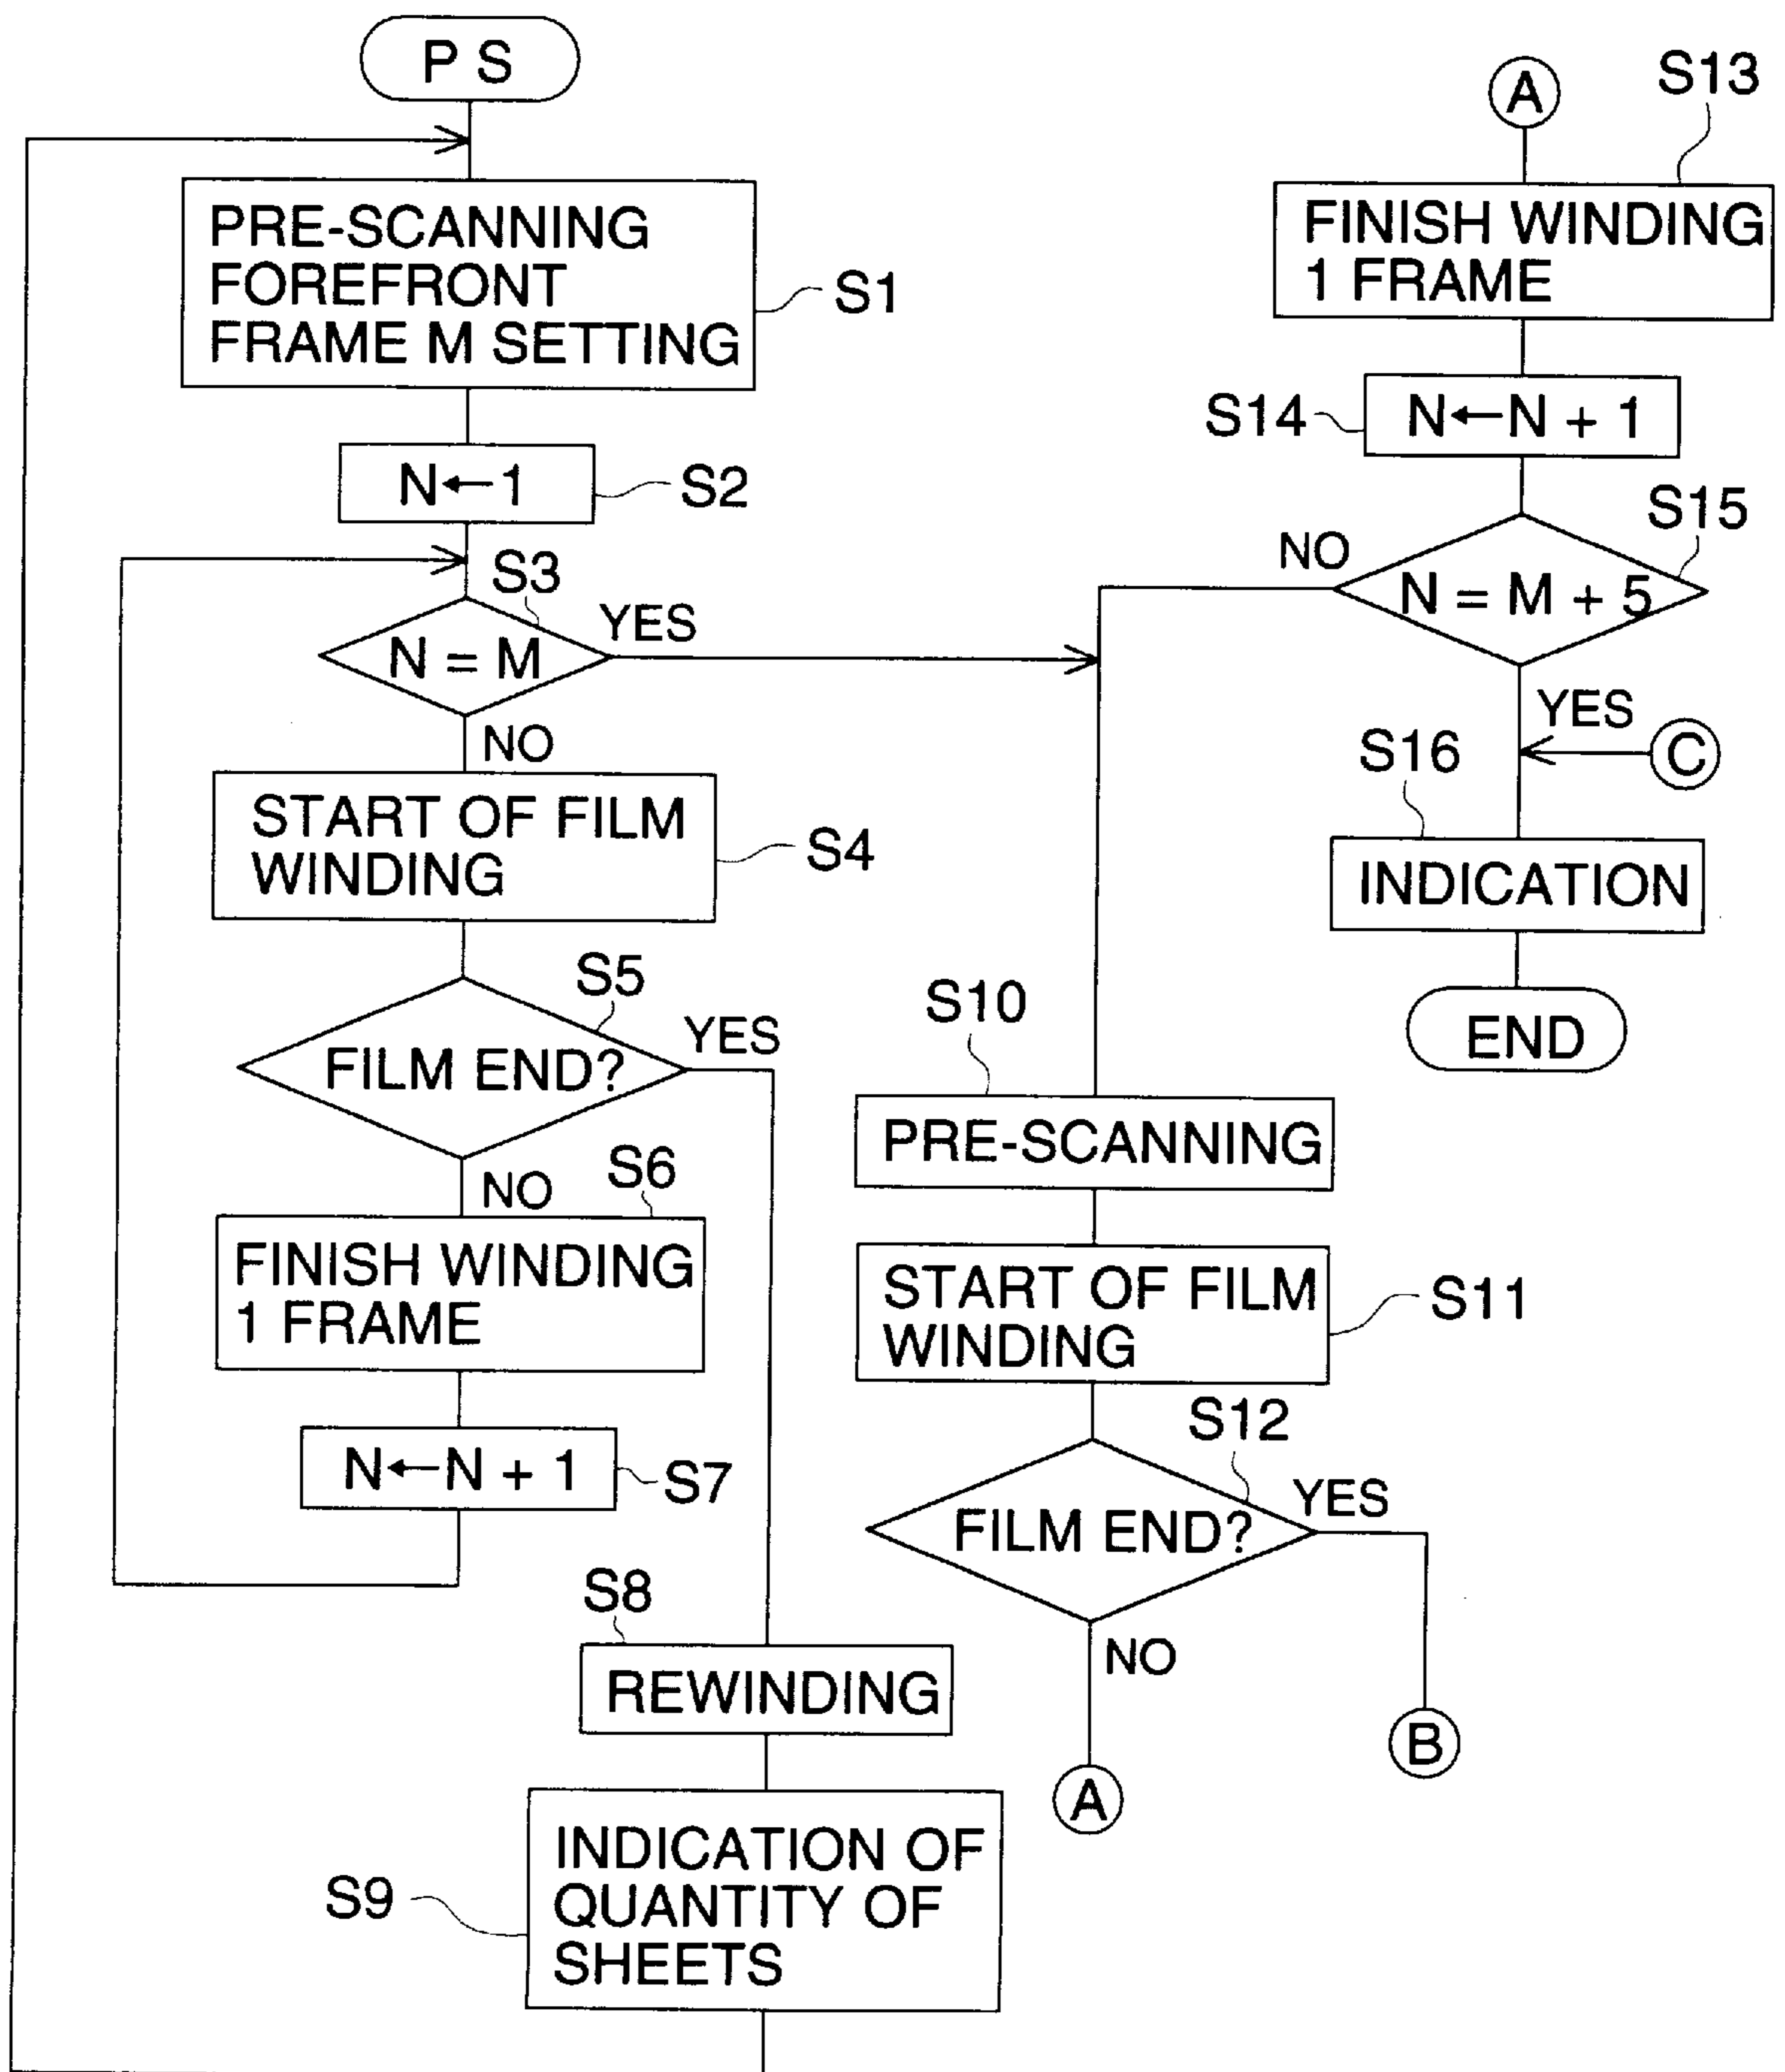 P S
PRE-SCANNING
FOREFRONT
FRAME M SETTING
S1
N←1
S2
S3
N = M
YES
NO
START OF FILM
WINDING
S4
S5
FILM END?
YES
NO
S6
FINISH WINDING
1 FRAME
N←N + 1
S7
S8
REWINDING
S9
INDICATION OF
QUANTITY OF
SHEETS
S10
PRE-SCANNING
START OF FILM
WINDING
S11
S12
FILM END?
YES
NO
B
A
A
S13
FINISH WINDING
1 FRAME
S14
N←N + 1
S15
NO
N = M + 5
YES
C
S16
INDICATION
END